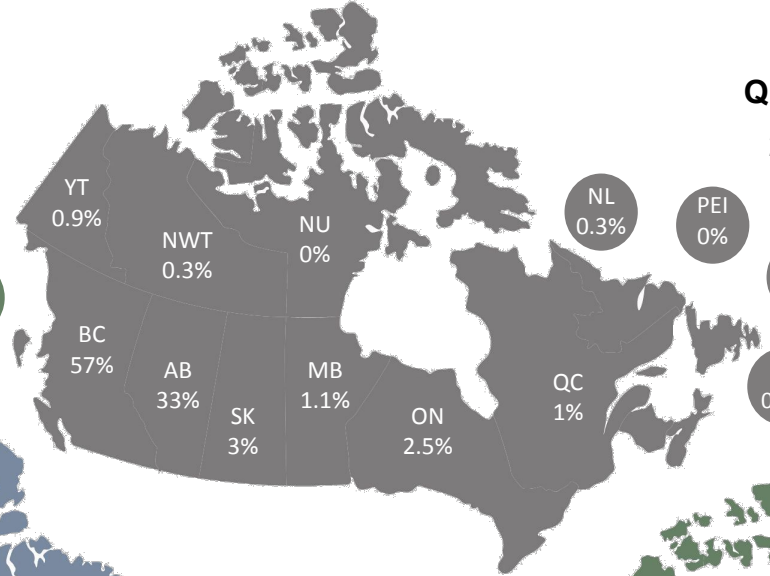 Q
YT
0.9%
NWT
0.3%
NU
0%
NL
0.3%
PEI
0%
BC
57%
AB
33%
SK
3%
MB
1.1%
ON
2.5%
QC
1%
0